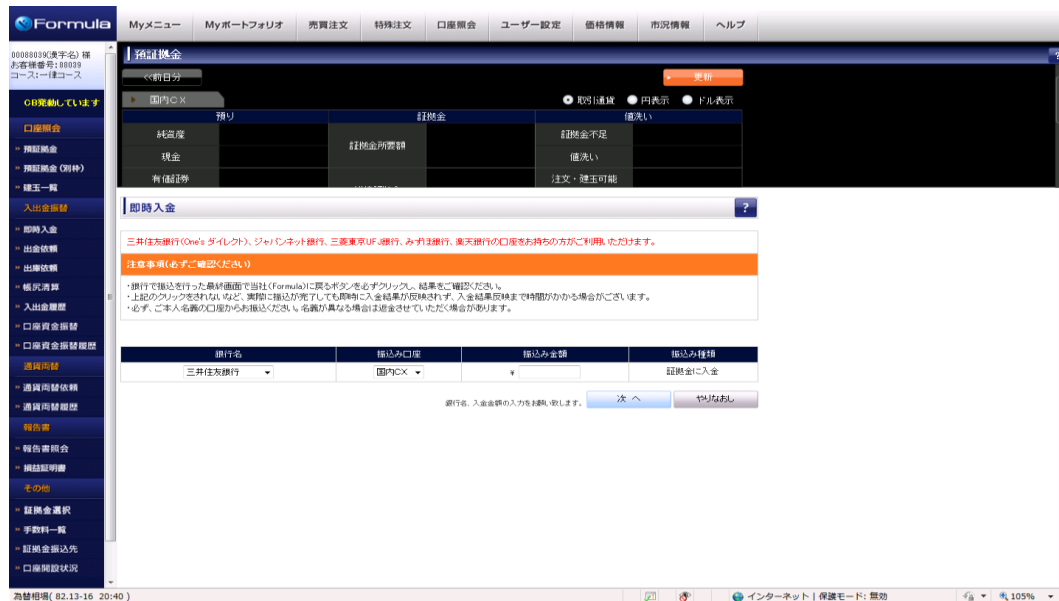 Formula
Myメニュー Myポートフォリオ 売買注文 特殊注文 口座照会 ユーザー設定 価格情報 市況情報 ヘルプ
00088039(漢字名) 様
お客様番号:88039
コース:一律コース
CB発動しています
口座照会
» 預証拠金
» 預証拠金 (別枠)
» 建玉一覧
入出金振替
» 即時入金
» 出金依頼
» 出庫依頼
» 帳尻清算
» 入出金履歴
» 口座資金振替
» 口座資金振替履歴
通貨両替
» 通貨両替依頼
» 通貨両替履歴
報告書
» 報告書照会
» 損益証明書
その他
» 証拠金選択
» 手数料一覧
» 証拠金振込先
» 口座開設状況
預証拠金
?
<<前日分 更新
国内CX 取引通貨 円表示 ドル表示
預り 証拠金 値洗い
純資産 証拠金所要額 証拠金不足
現金 値洗い
有価証券 注文・建玉可能
即時入金 ?
三井住友銀行(One's ダイレクト)、ジャパンネット銀行、三菱東京UFJ銀行、みずほ銀行、楽天銀行の口座をお持ちの方がご利用いただけます。
注意事項(必ずご確認ください)
・銀行で振込を行った最終画面で当社(Formula)に戻るボタンを必ずクリックし、結果をご確認ください。
・上記のクリックをされないなど、実際に振込が完了しても即時に入金結果が反映されず、入金結果反映まで時間がかかる場合がございます。
・必ず、ご本人名義の口座からお振込ください。名義が異なる場合は返金させていただく場合があります。
銀行名 振込み口座 振込み金額 振込み種類
三井住友銀行 国内CX ¥ 証拠金に入金
銀行名、入金金額の入力をお願い致します。 次 へ やりなおし
為替相場( 82.13-16 20:40 ) インターネット | 保護モード: 無効 105%